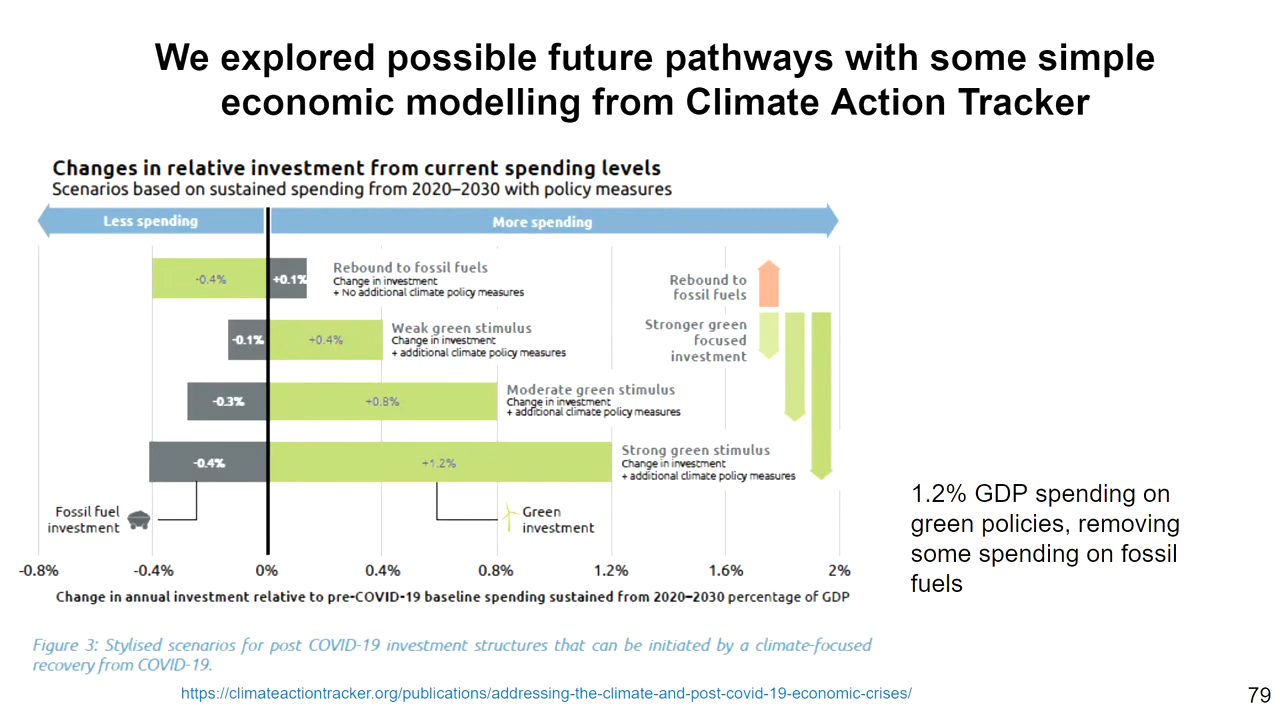 We explored possible future pathways with some simple
economic modelling from Climate Action Tracker
Changes in relative investment from current spending levels
Scenarios based on sustained spending from 2020–2030 with policy measures
Less spending
More spending
-0.4%
+0.1%
Rebound to fossil fuels
Change in investment
+ No additional climate policy measures
Rebound to
fossil fuels
-0.1%
+0.4%
Weak green stimulus
Change in investment
+ additional climate policy measures
Stronger green
focused
investment
-0.3%
+0.8%
Moderate green stimulus
Change in investment
+ additional climate policy measures
-0.4%
+1.2%
Strong green stimulus
Change in investment
+ additional climate policy measures
Fossil fuel
investment
Green
investment
-0.8%
-0.4%
0%
0.4%
0.8%
1.2%
1.6%
2%
Change in annual investment relative to pre-COVID-19 baseline spending sustained from 2020–2030 percentage of GDP
1.2% GDP spending on
green policies, removing
some spending on fossil
fuels
Figure 3: Stylised scenarios for post COVID-19 investment structures that can be initiated by a climate-focused
recovery from COVID-19.
https://climateactiontracker.org/publications/addressing-the-climate-and-post-covid-19-economic-crises/
79